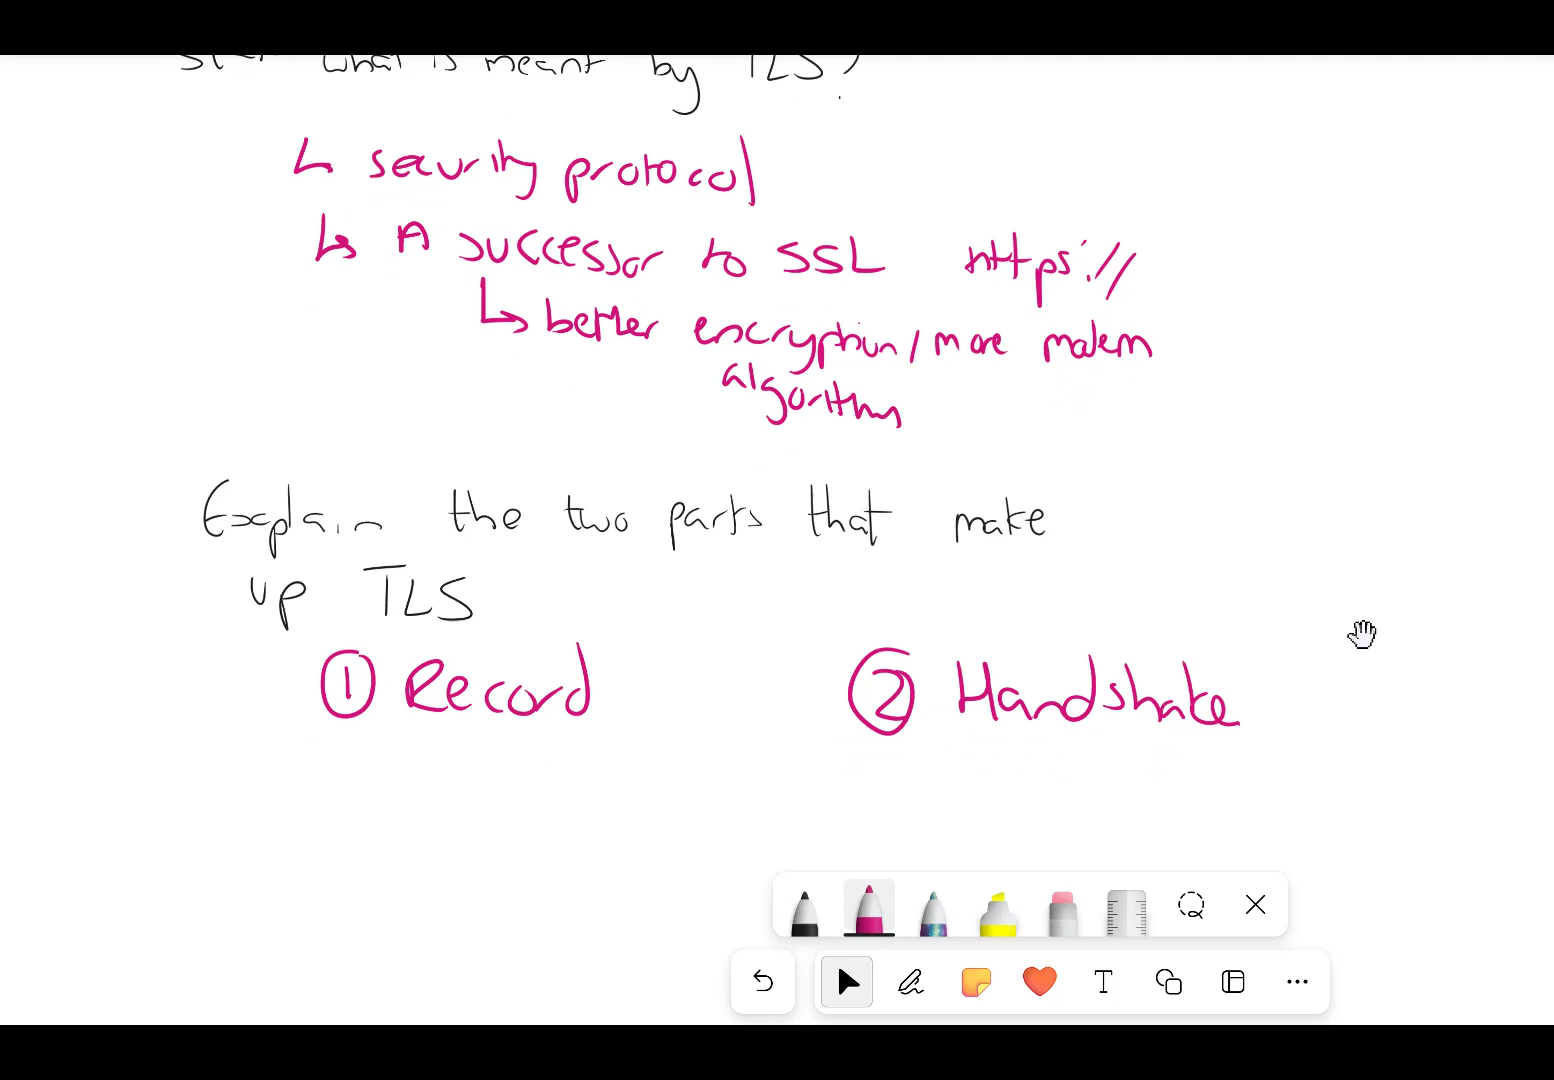 what is meant by TLS?
↳ security protocol
↳ A successor to SSL https://
↳ better encryption / more modern
algorithms
Explain the two parts that make
up TLS
① Record ② Handshake
T